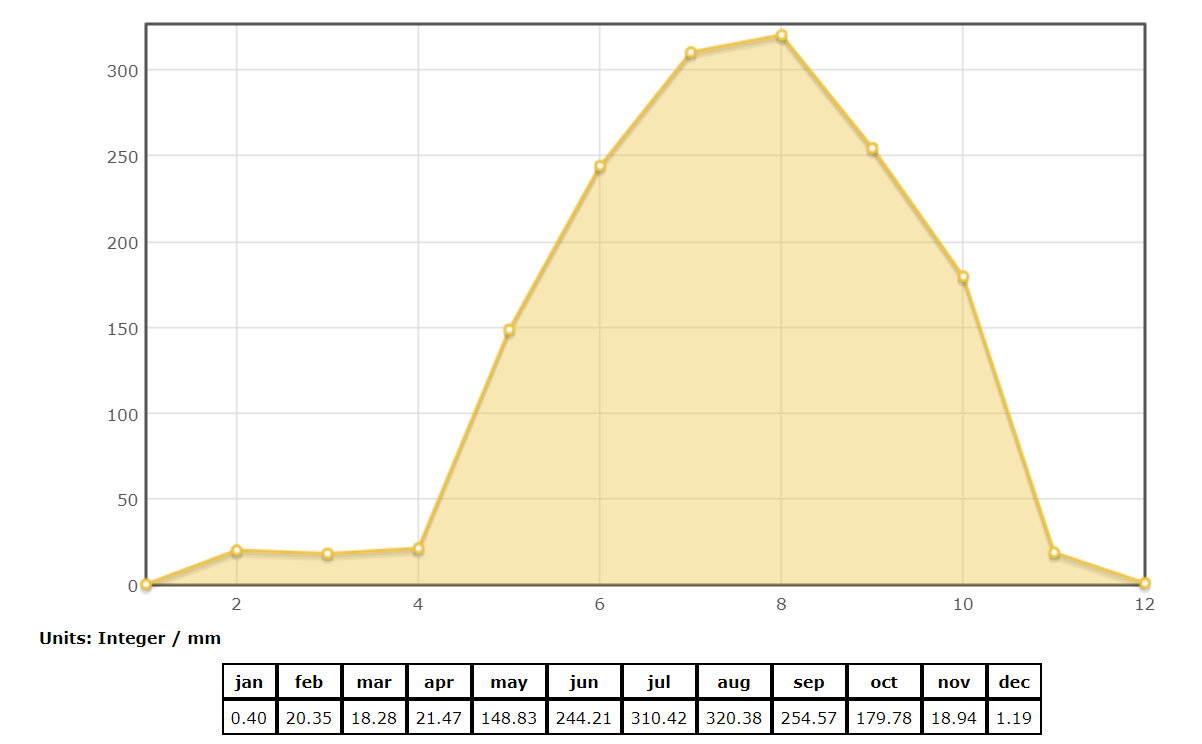 300
250
200
150
100
50
0
2 4 6 8 10 12
Units: Integer / mm
jan feb mar apr may jun jul aug sep oct nov dec
0.40 20.35 18.28 21.47 148.83 244.21 310.42 320.38 254.57 179.78 18.94 1.19